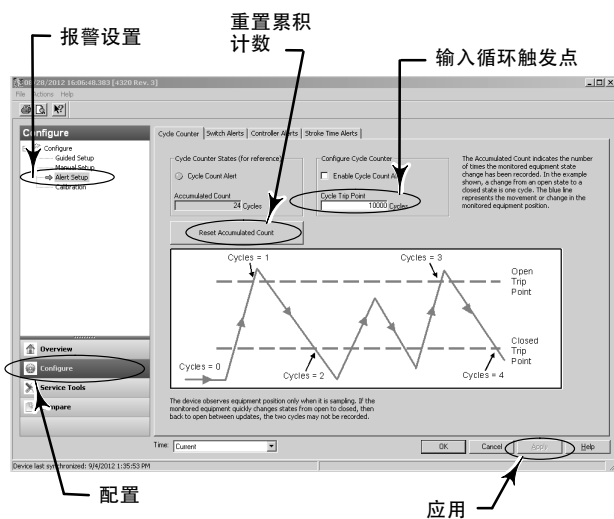 报警设置
重置累积
计数
输入循环触发点
08/20/2012 16:06:48.383 [4320 Rev. 3]
File Actions Help
Configure
Configure
Guided Setup
Manual Setup
Alert Setup
Calibration
Overview
Configure
Service Tools
Compare
Cycle Counter Switch Alerts Controller Alerts Stroke Time Alerts
Cycle Counter States (for reference)
Cycle Count Alert
Accumulated Count
24 Cycles
Reset Accumulated Count
Configure Cycle Counter
Enable Cycle Count Alert
Cycle Trip Point
10000 Cycles
The Accumulated Count indicates the number
of times the monitored equipment state
change has been recorded. In the example
shown, a change from an open state to a
closed state is one cycle. The blue line
represents the movement or change in the
monitored equipment position.
Cycles = 1
Cycles = 3
Open
Trip
Point
Closed
Trip
Point
Cycles = 0
Cycles = 2
Cycles = 4
The device observes equipment position only when it is sampling. If the
monitored equipment quickly changes states from open to closed, then
back to open between updates, the two cycles may not be recorded.
Time: Current
OK Cancel Apply Help
Device last synchronized: 9/4/2012 1:35:53 PM
配置
应用